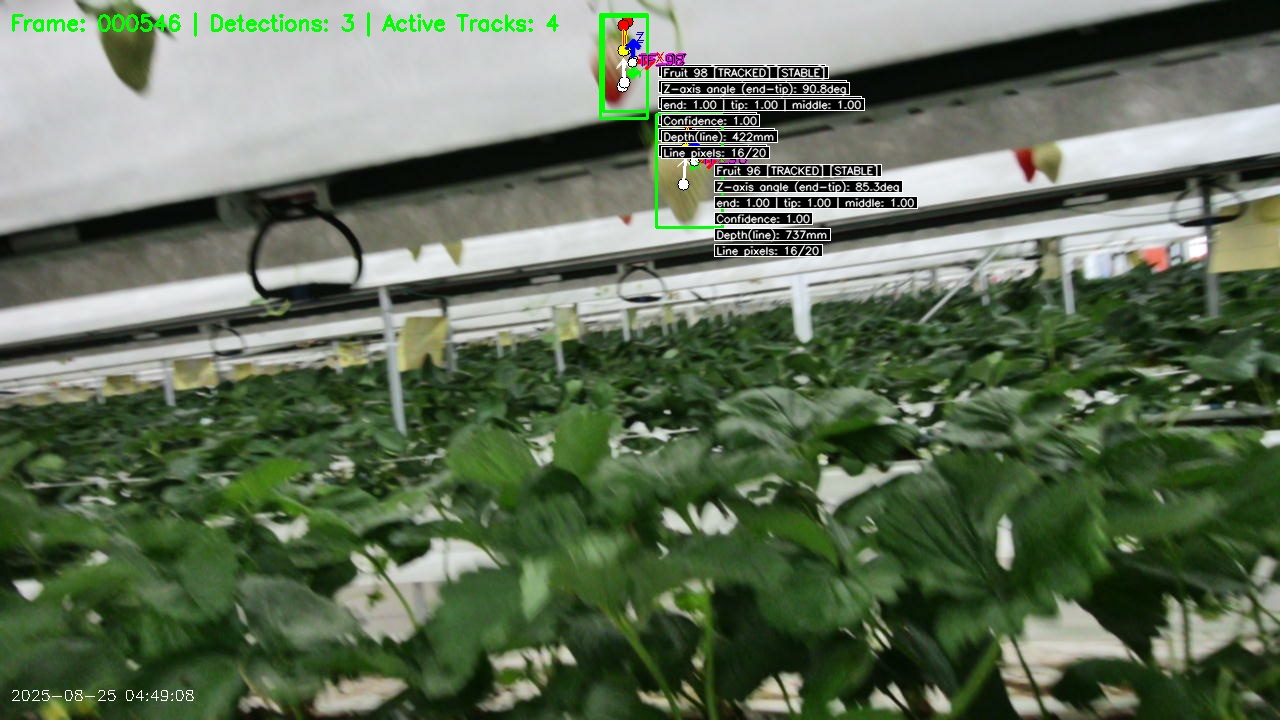 Frame: 000546 | Detections: 3 | Active Tracks: 4
Z
Fruit 98 [TRACKED] [STABLE]
Z-axis angle (end-tip): 90.8deg
end: 1.00 | tip: 1.00 | middle: 1.00
Confidence: 1.00
Depth(line): 422mm
Line pixels: 16/20
Fruit 96 [TRACKED] [STABLE]
Z-axis angle (end-tip): 85.3deg
end: 1.00 | tip: 1.00 | middle: 1.00
Confidence: 1.00
Depth(line): 737mm
Line pixels: 16/20
2025-08-25 04:49:08